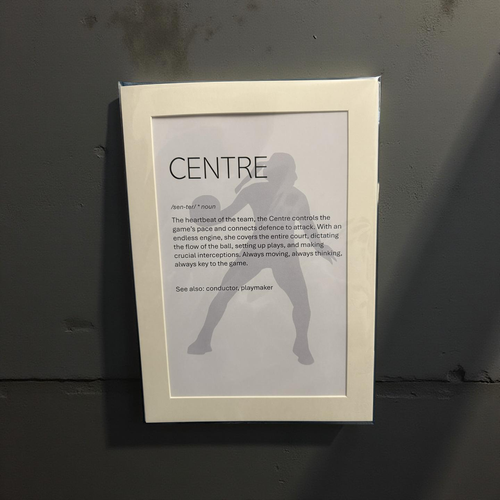 CENTRE
/sen-ter/ * noun
The heartbeat of the team, the Centre controls the
game's pace and connects defence to attack. With an
endless engine, she covers the entire court, dictating
the flow of the ball, setting up plays, and making
crucial interceptions. Always moving, always thinking,
always key to the game.
See also: conductor, playmaker